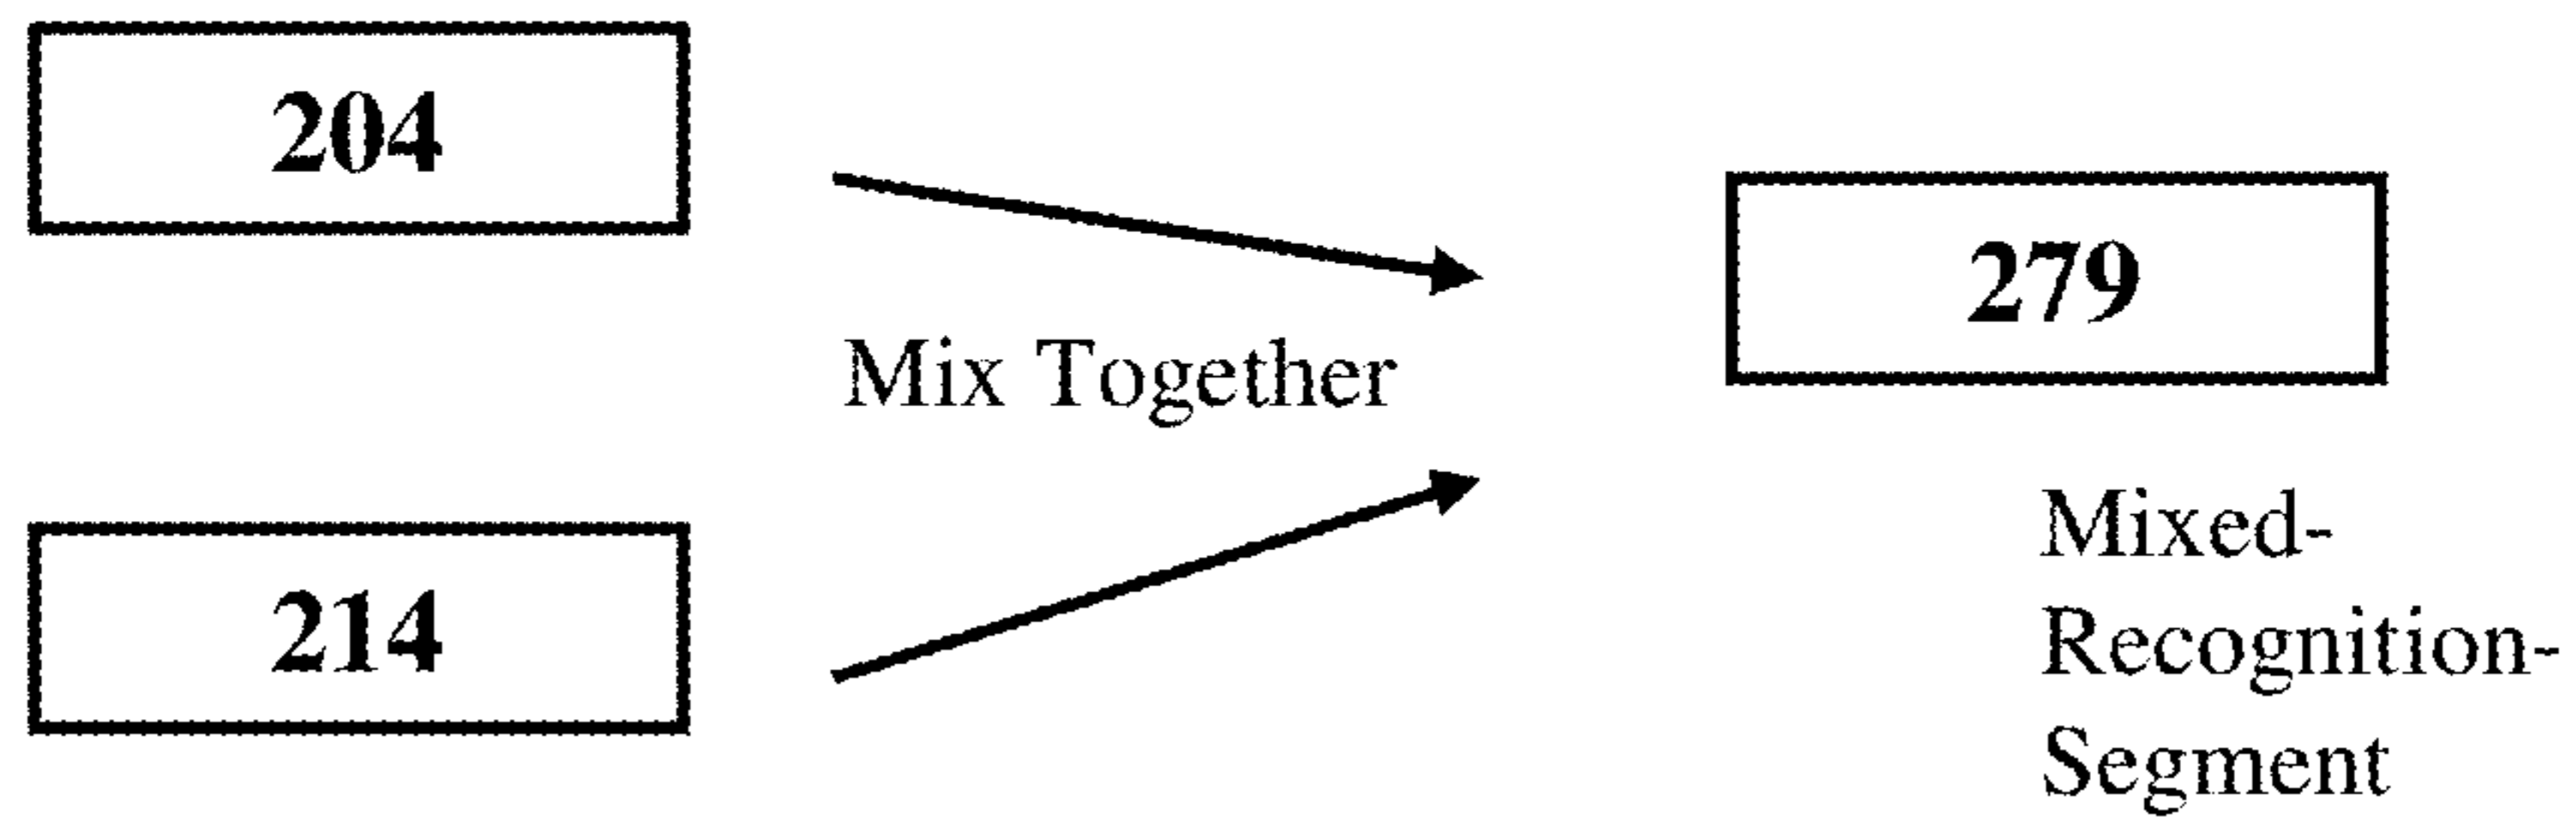 204
279
Mix Together
214
Mixed-
Recognition-
Segment